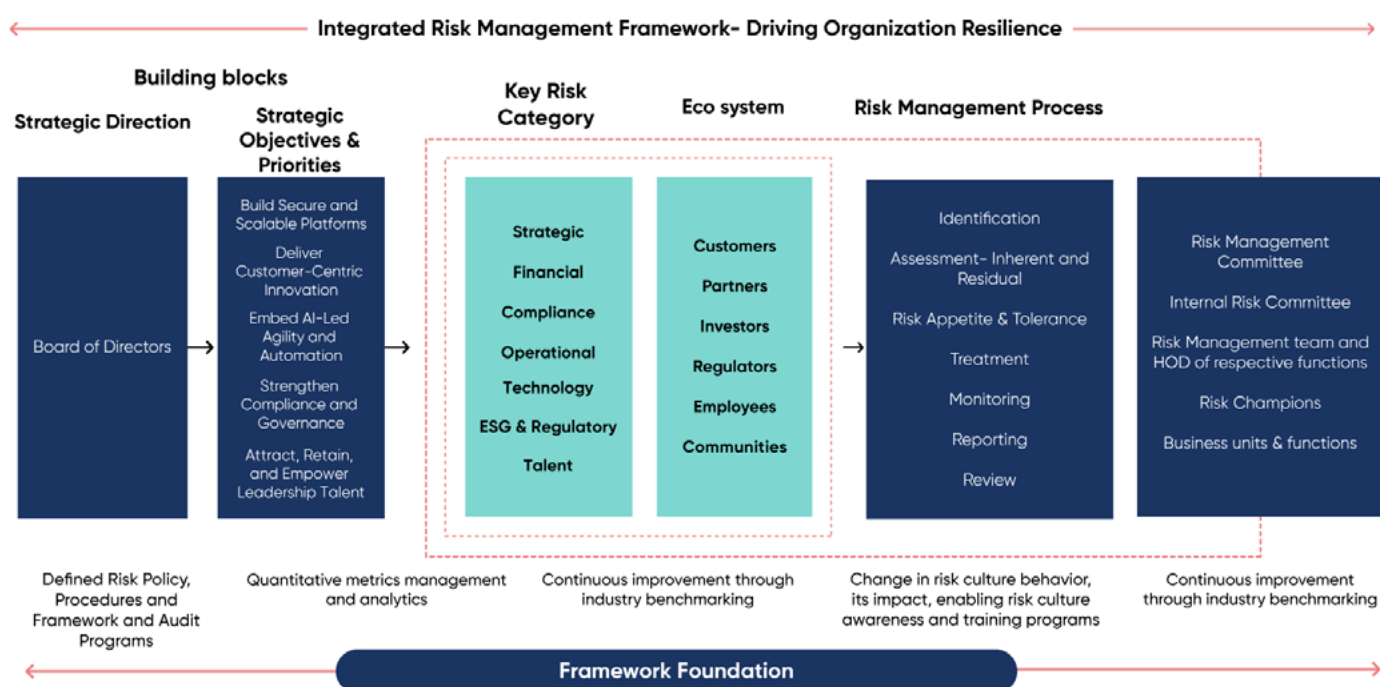 Integrated Risk Management Framework- Driving Organization Resilience
Building blocks
Strategic Direction
Strategic
Objectives &
Priorities
Key Risk
Category
Eco system
Risk Management Process
Board of Directors
Build Secure and
Scalable Platforms
Deliver
Customer-Centric
Innovation
Embed AI-Led
Agility and
Automation
Strengthen
Compliance and
Governance
Attract, Retain,
and Empower
Leadership Talent
Strategic
Financial
Compliance
Operational
Technology
ESG & Regulatory
Talent
Customers
Partners
Investors
Regulators
Employees
Communities
Identification
Assessment- Inherent and
Residual
Risk Appetite & Tolerance
Treatment
Monitoring
Reporting
Review
Risk Management
Committee
Internal Risk Committee
Risk Management team and
HOD of respective functions
Risk Champions
Business units & functions
Defined Risk Policy,
Procedures and
Framework and Audit
Programs
Quantitative metrics management
and analytics
Continuous improvement through
industry benchmarking
Change in risk culture behavior,
its impact, enabling risk culture
awareness and training programs
Continuous improvement
through industry benchmarking
Framework Foundation